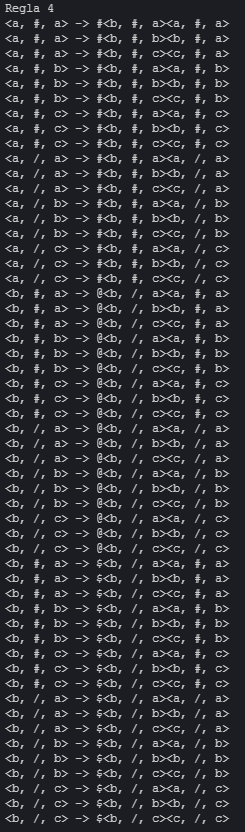 Regla 4
<a, #, a> -> #<b, #, a><a, #, a>
<a, #, a> -> #<b, #, b><b, #, a>
<a, #, a> -> #<b, #, c><c, #, a>
<a, #, b> -> #<b, #, a><a, #, b>
<a, #, b> -> #<b, #, b><b, #, b>
<a, #, b> -> #<b, #, c><c, #, b>
<a, #, c> -> #<b, #, a><a, #, c>
<a, #, c> -> #<b, #, b><b, #, c>
<a, #, c> -> #<b, #, c><c, #, c>
<a, /, a> -> #<b, #, a><a, /, a>
<a, /, a> -> #<b, #, b><b, /, a>
<a, /, a> -> #<b, #, c><c, /, a>
<a, /, b> -> #<b, #, a><a, /, b>
<a, /, b> -> #<b, #, b><b, /, b>
<a, /, b> -> #<b, #, c><c, /, b>
<a, /, c> -> #<b, #, a><a, /, c>
<a, /, c> -> #<b, #, b><b, /, c>
<a, /, c> -> #<b, #, c><c, /, c>
<b, #, a> -> @<b, /, a><a, #, a>
<b, #, a> -> @<b, /, b><b, #, a>
<b, #, a> -> @<b, /, c><c, #, a>
<b, #, b> -> @<b, /, a><a, #, b>
<b, #, b> -> @<b, /, b><b, #, b>
<b, #, b> -> @<b, /, c><c, #, b>
<b, #, c> -> @<b, /, a><a, #, c>
<b, #, c> -> @<b, /, b><b, #, c>
<b, #, c> -> @<b, /, c><c, #, c>
<b, /, a> -> @<b, /, a><a, /, a>
<b, /, a> -> @<b, /, b><b, /, a>
<b, /, a> -> @<b, /, c><c, /, a>
<b, /, b> -> @<b, /, a><a, /, b>
<b, /, b> -> @<b, /, b><b, /, b>
<b, /, b> -> @<b, /, c><c, /, b>
<b, /, c> -> @<b, /, a><a, /, c>
<b, /, c> -> @<b, /, b><b, /, c>
<b, /, c> -> @<b, /, c><c, /, c>
<b, #, a> -> $<b, /, a><a, #, a>
<b, #, a> -> $<b, /, b><b, #, a>
<b, #, a> -> $<b, /, c><c, #, a>
<b, #, b> -> $<b, /, a><a, #, b>
<b, #, b> -> $<b, /, b><b, #, b>
<b, #, b> -> $<b, /, c><c, #, b>
<b, #, c> -> $<b, /, a><a, #, c>
<b, #, c> -> $<b, /, b><b, #, c>
<b, #, c> -> $<b, /, c><c, #, c>
<b, /, a> -> $<b, /, a><a, /, a>
<b, /, a> -> $<b, /, b><b, /, a>
<b, /, a> -> $<b, /, c><c, /, a>
<b, /, b> -> $<b, /, a><a, /, b>
<b, /, b> -> $<b, /, b><b, /, b>
<b, /, b> -> $<b, /, c><c, /, b>
<b, /, c> -> $<b, /, a><a, /, c>
<b, /, c> -> $<b, /, b><b, /, c>
<b, /, c> -> $<b, /, c><c, /, c>